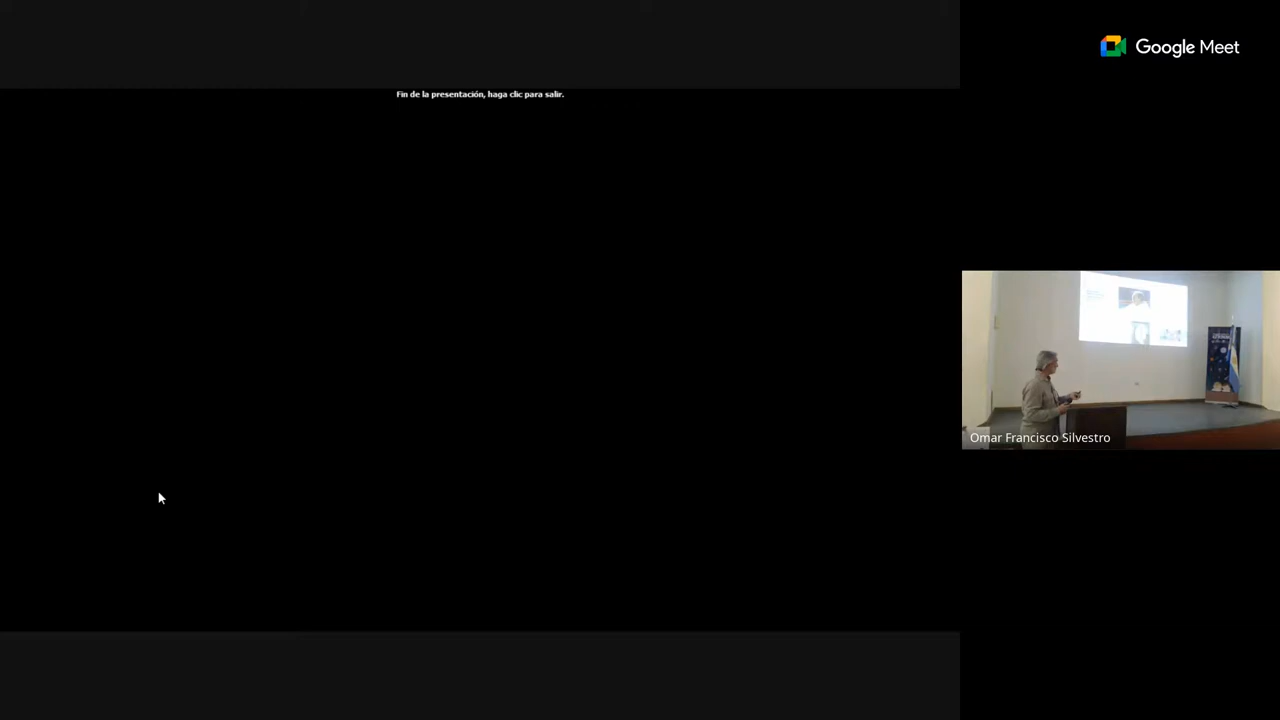 Google Meet
Fin de la presentación, haga clic para salir.
Omar Francisco Silvestro